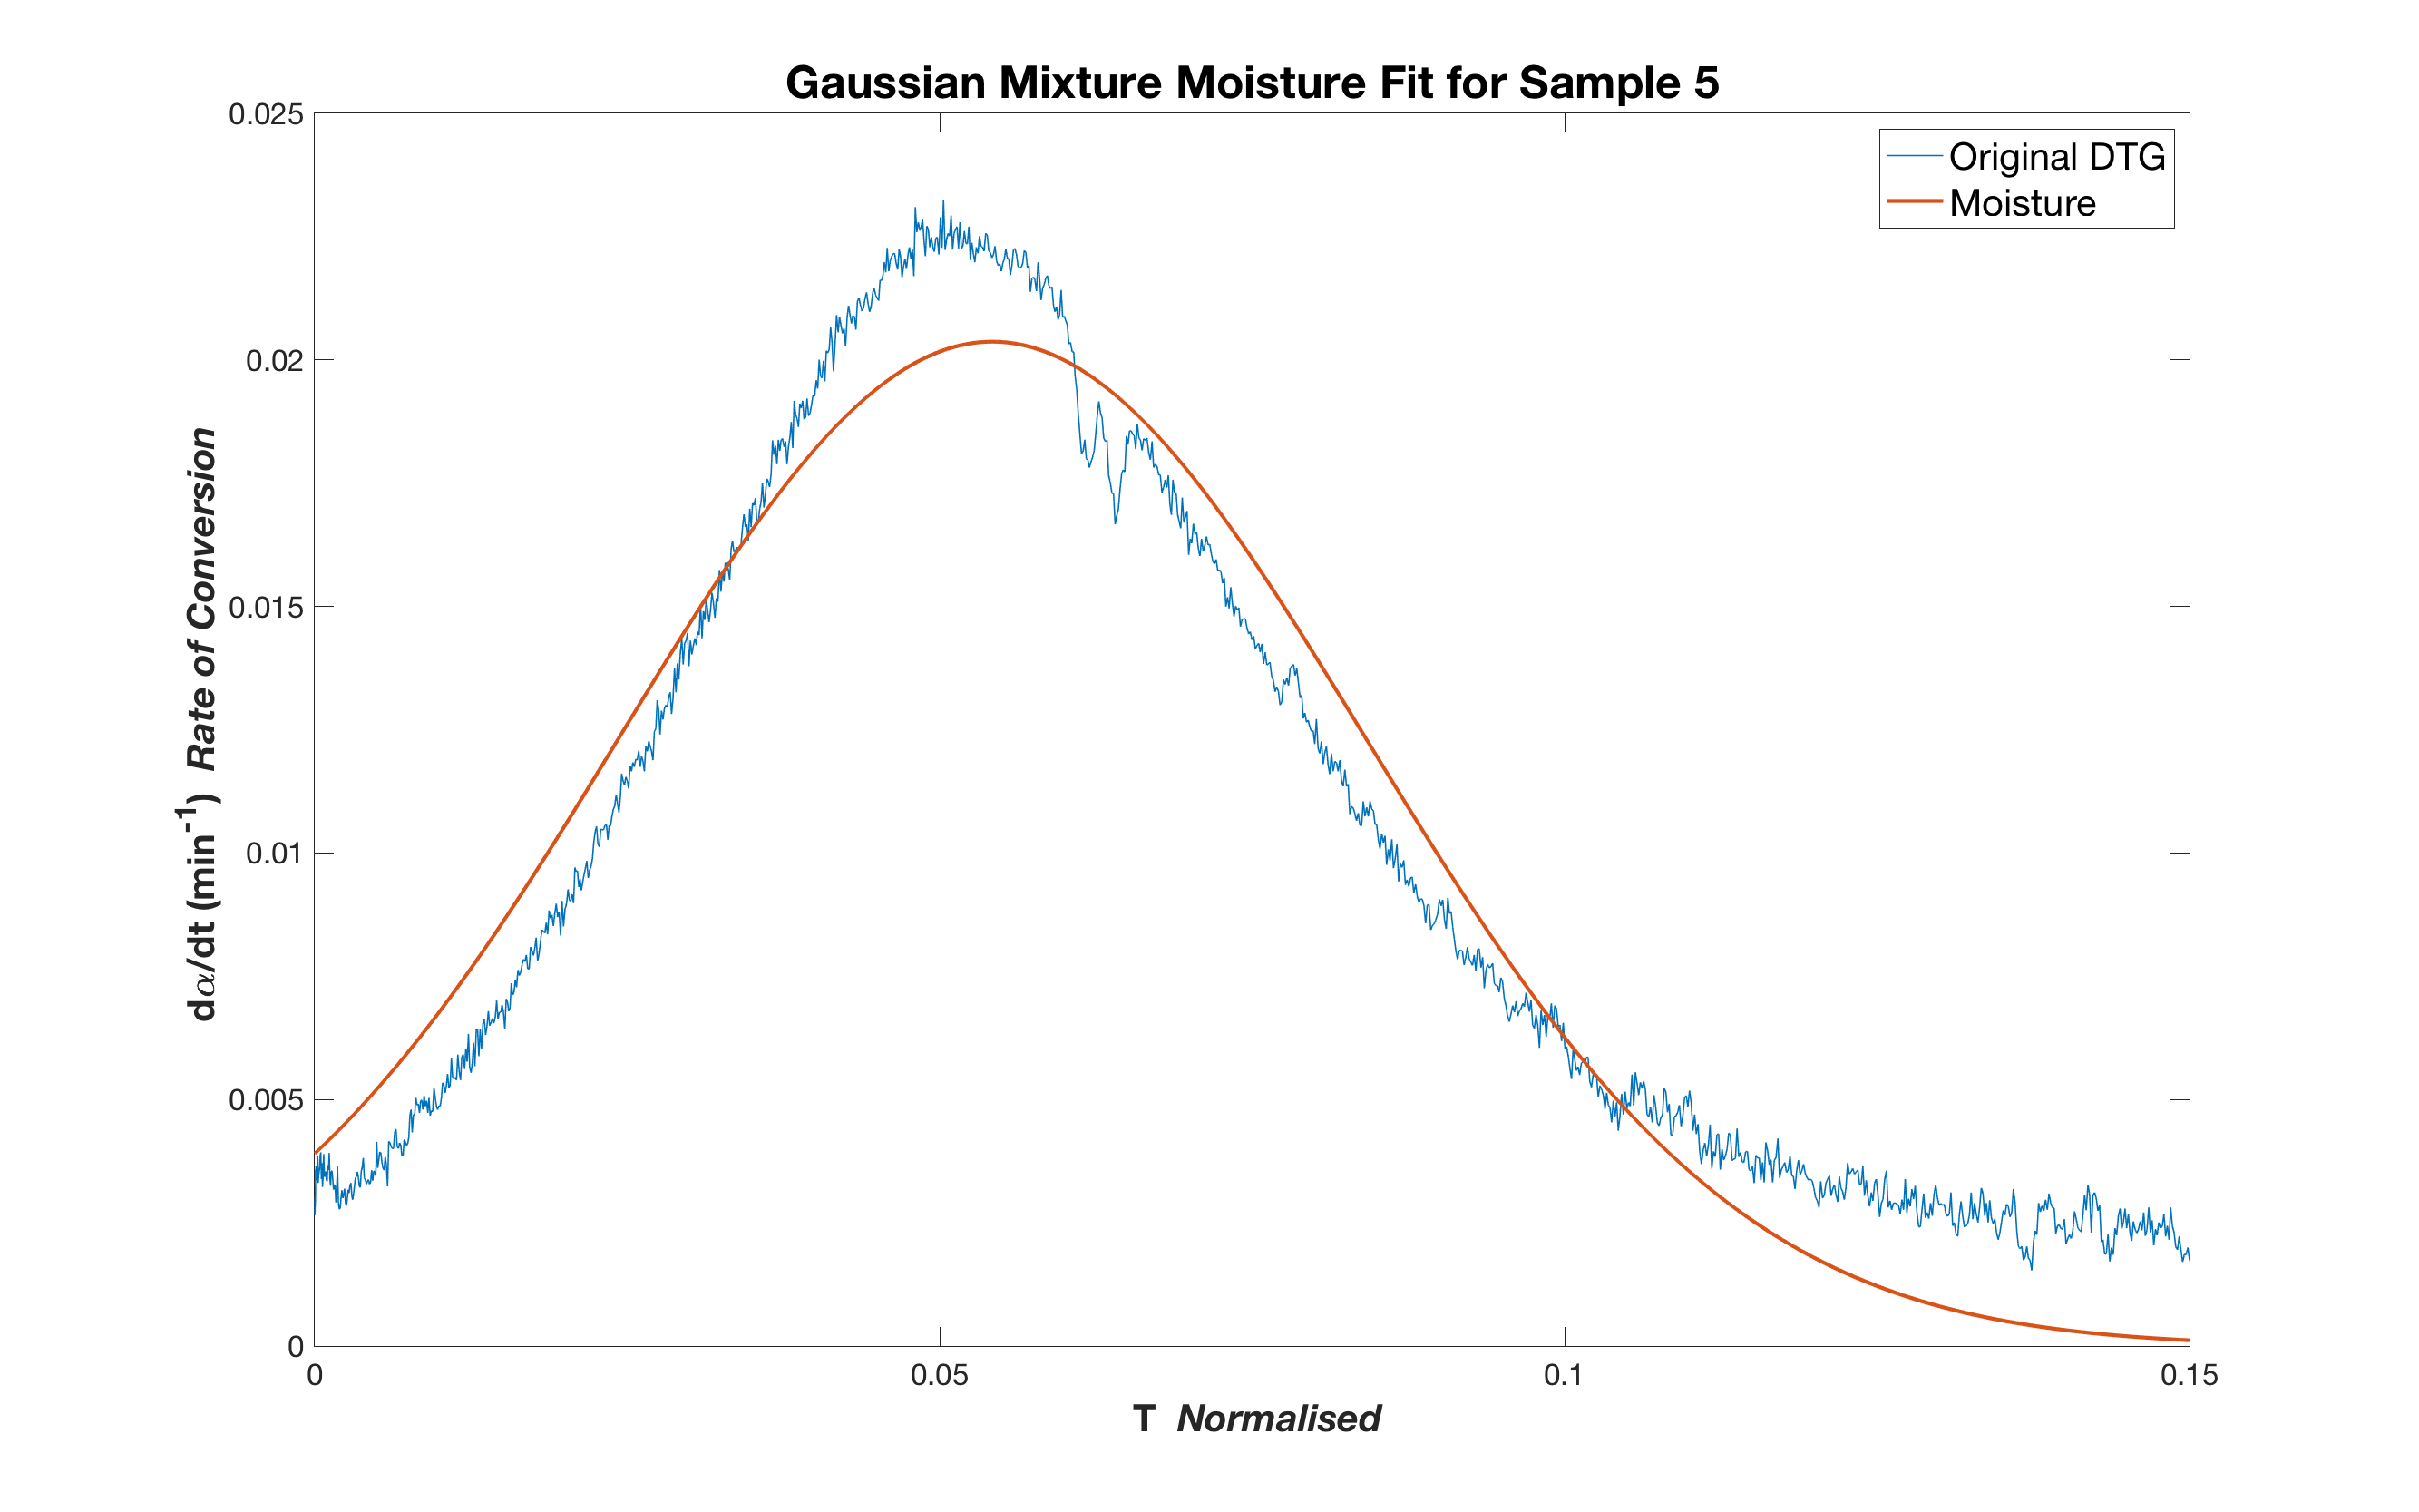 Gaussian Mixture Moisture Fit for Sample 5
Original DTG
Moisture
0.025
0.02
0.015
0.01
0.005
0
dα/dt (min⁻¹) Rate of Conversion
0
0.05
0.1
0.15
T Normalised